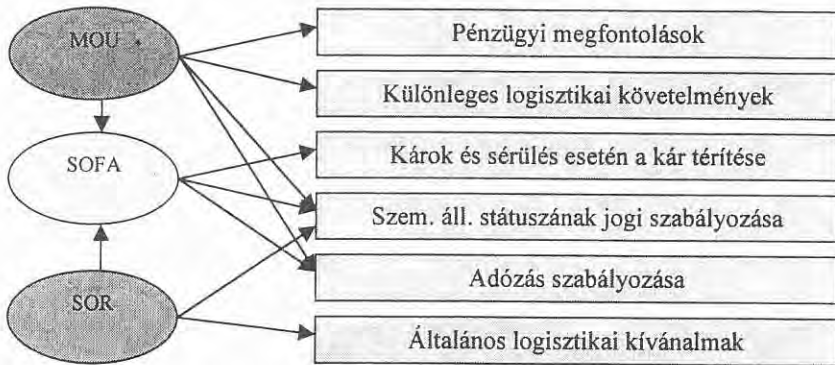 MOU
SOFA
SOR
Pénzügyi megfontolások
Különleges logisztikai követelmények
Károk és sérülés esetén a kár térítése
Szem. áll. státuszának jogi szabályozása
Adózás szabályozása
Általános logisztikai kívánalmak